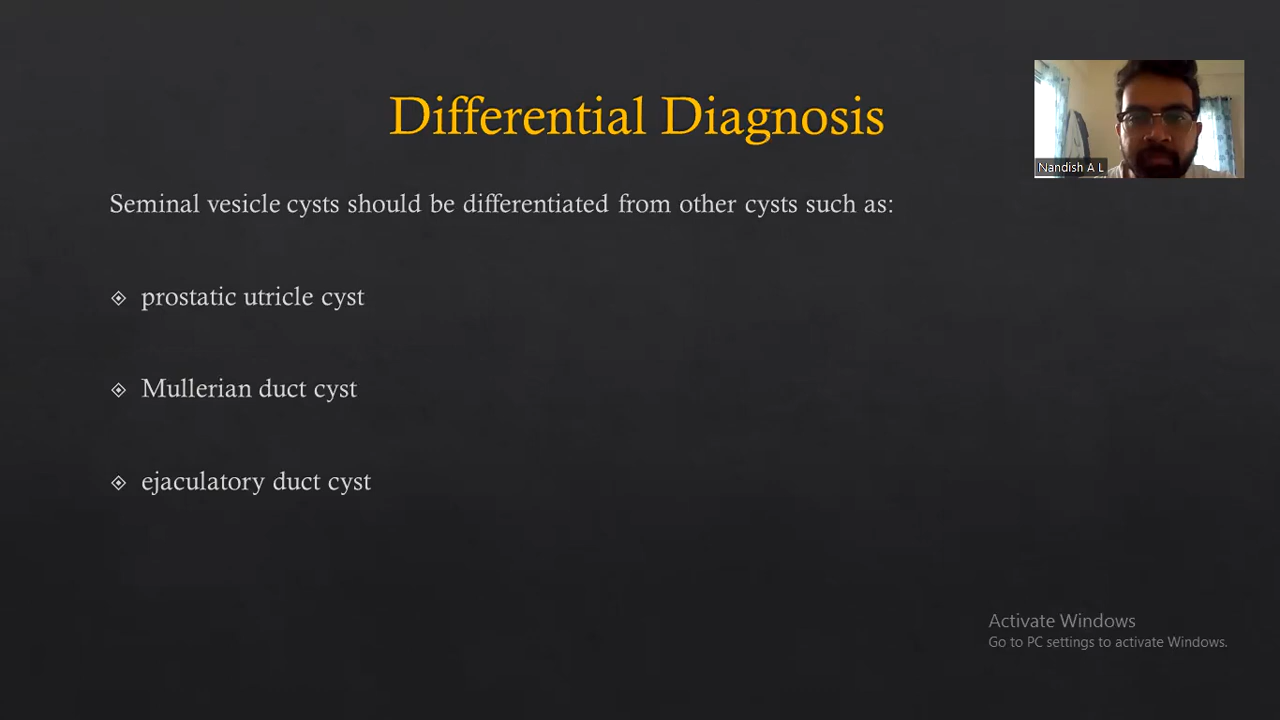 Differential Diagnosis
Nandish A L
Seminal vesicle cysts should be differentiated from other cysts such as:
prostatic utricle cyst
Mullerian duct cyst
ejaculatory duct cyst
Activate Windows
Go to PC settings to activate Windows.